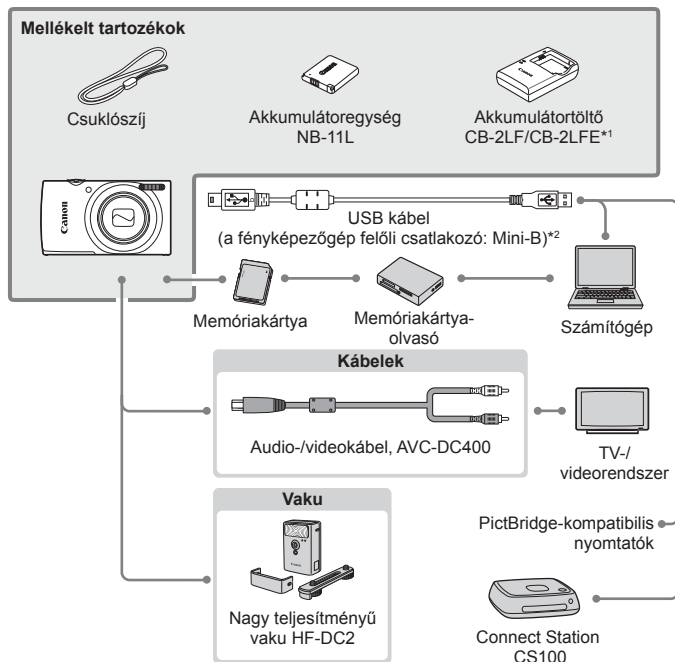 Mellékelt tartozékok
Csuklószíj
Akkumulátoregység
NB-11L
Akkumulátortöltő
CB-2LF/CB-2LFE*1
Canon
USB kábel
(a fényképezőgép felőli csatlakozó: Mini-B)*2
Memóriakártya
Memóriakártya-
olvasó
Számítógép
Kábelek
Audio-/videokábel, AVC-DC400
TV-/
videorendszer
Vaku
Nagy teljesítményű
vaku HF-DC2
PictBridge-kompatibilis
nyomtatók
Connect Station
CS100